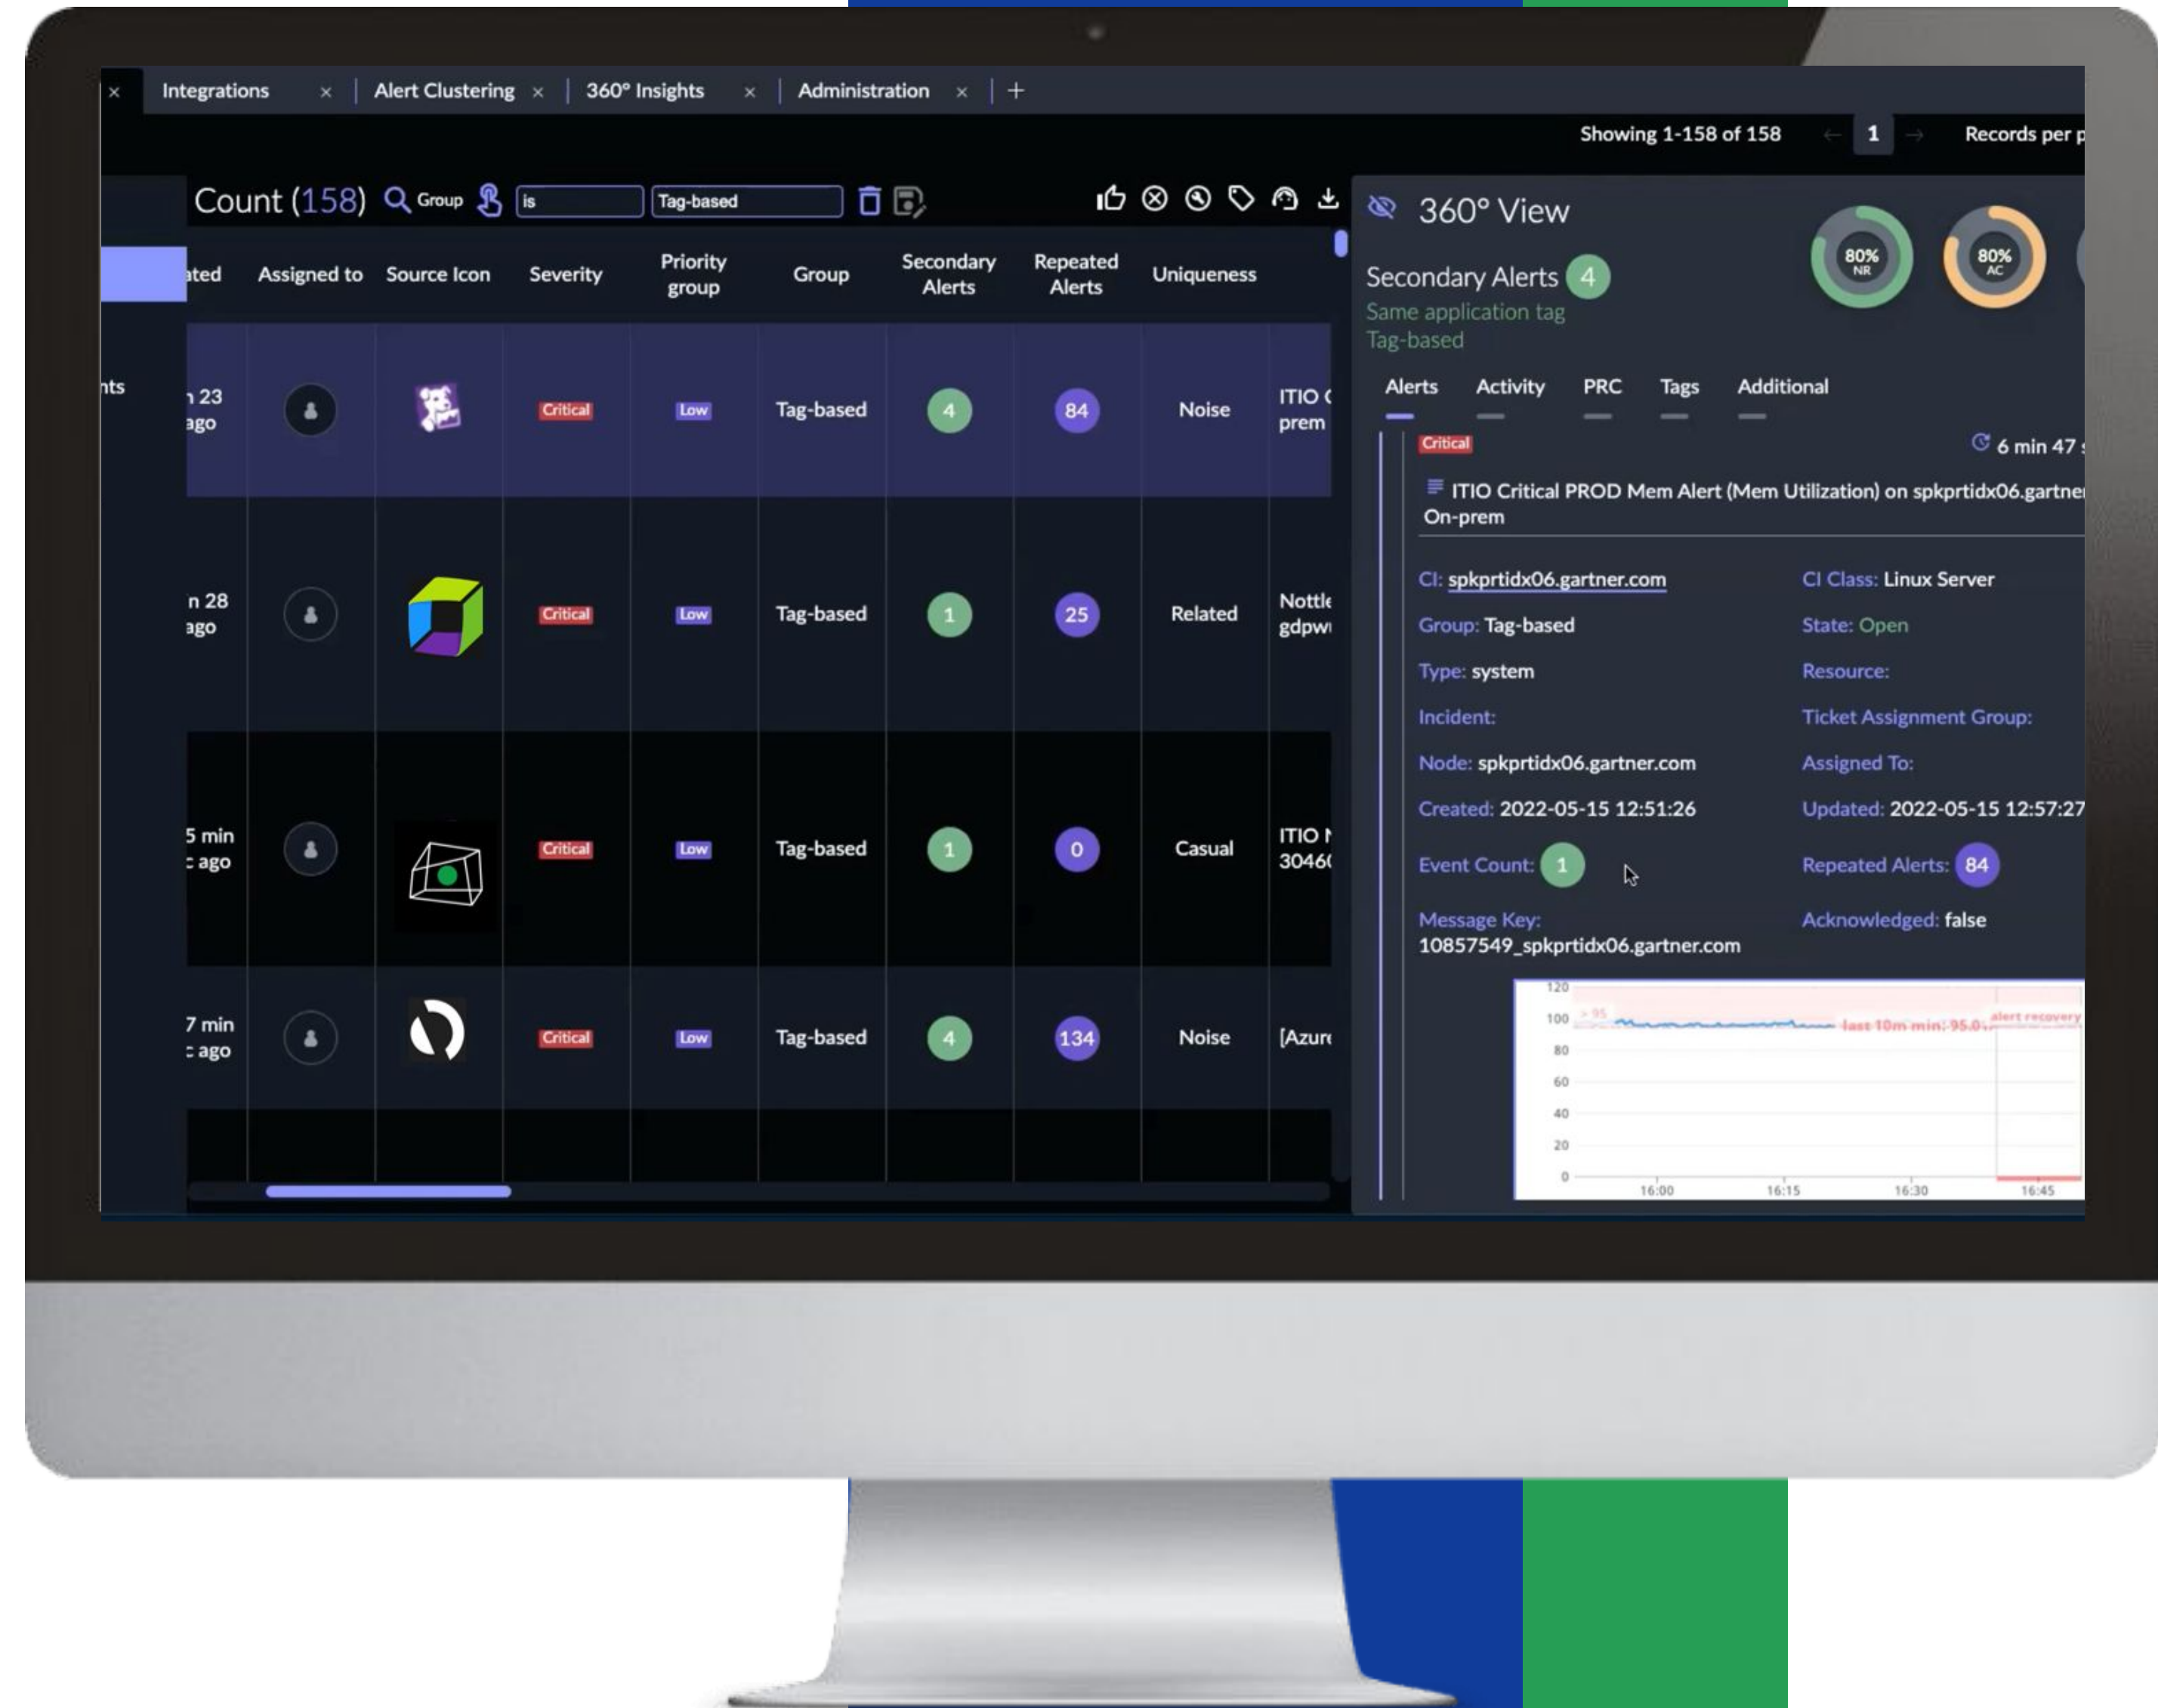 Integrations
Alert Clustering
360° Insights
Administration
Showing 1-158 of 158
1
Records per
Count (158)
Group
is
Tag-based
Assigned to
Source Icon
Severity
Priority group
Group
Secondary Alerts
Repeated Alerts
Uniqueness
23
ago
Critical
Low
Tag-based
4
84
Noise
ITIO
prem
28
ago
Critical
Low
Tag-based
1
25
Related
5 min
ago
Critical
Low
Tag-based
1
0
Casual
ITIO
7 min
ago
Critical
Low
Tag-based
4
134
Noise
360° View
80%
NR
80%
AC
Secondary Alerts 4
Same application tag
Tag-based
Alerts
Activity
PRC
Tags
Additional
Critical
6 min 47
ITIO Critical PROD Mem Alert (Mem Utilization) on
On-prem
CI: spkprtidx06.gartner.com
CI Class: Linux Server
Group: Tag-based
State: Open
Type: system
Resource:
Incident:
Ticket Assignment Group:
Node: spkprtidx06.gartner.com
Assigned To:
Created: 2022-05-15 12:51:26
Updated: 2022-05-15 12:57:27
Event Count: 1
Repeated Alerts: 84
Message Key:
10857549_spkprtidx06.gartner.com
Acknowledged: false
120
100
> 95
last 10m min: 95.0
alert recovery
80
60
40
20
0
16:00
16:15
16:30
16:45